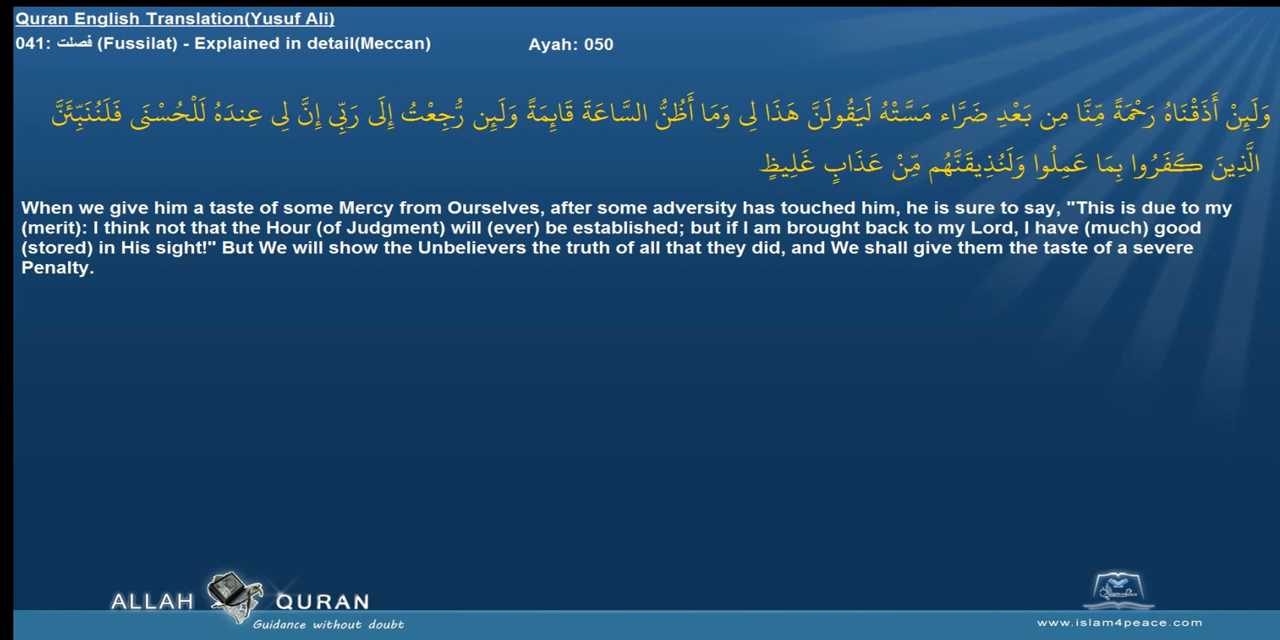 Quran English Translation(Yusuf Ali)
041: فصلت (Fussilat) - Explained in detail(Meccan) Ayah: 050
وَلَئِنْ أَذَقْنَاهُ رَحْمَةً مِّنَّا مِن بَعْدِ ضَرَّاء مَسَّتْهُ لَيَقُولَنَّ هَذَا لِي وَمَا أَظُنُّ السَّاعَةَ قَائِمَةً وَلَئِن رُّجِعْتُ إِلَى رَبِّي إِنَّ لِي عِندَهُ لَلْحُسْنَى فَلَنُنَبِّئَنَّ
الَّذِينَ كَفَرُوا بِمَا عَمِلُوا وَلَنُذِيقَنَّهُم مِّنْ عَذَابٍ غَلِيظٍ
When we give him a taste of some Mercy from Ourselves, after some adversity has touched him, he is sure to say, "This is due to my
(merit): I think not that the Hour (of Judgment) will (ever) be established; but if I am brought back to my Lord, I have (much) good
(stored) in His sight!" But We will show the Unbelievers the truth of all that they did, and We shall give them the taste of a severe
Penalty.
ALLAH QURAN
Guidance without doubt
www.islam4peace.com